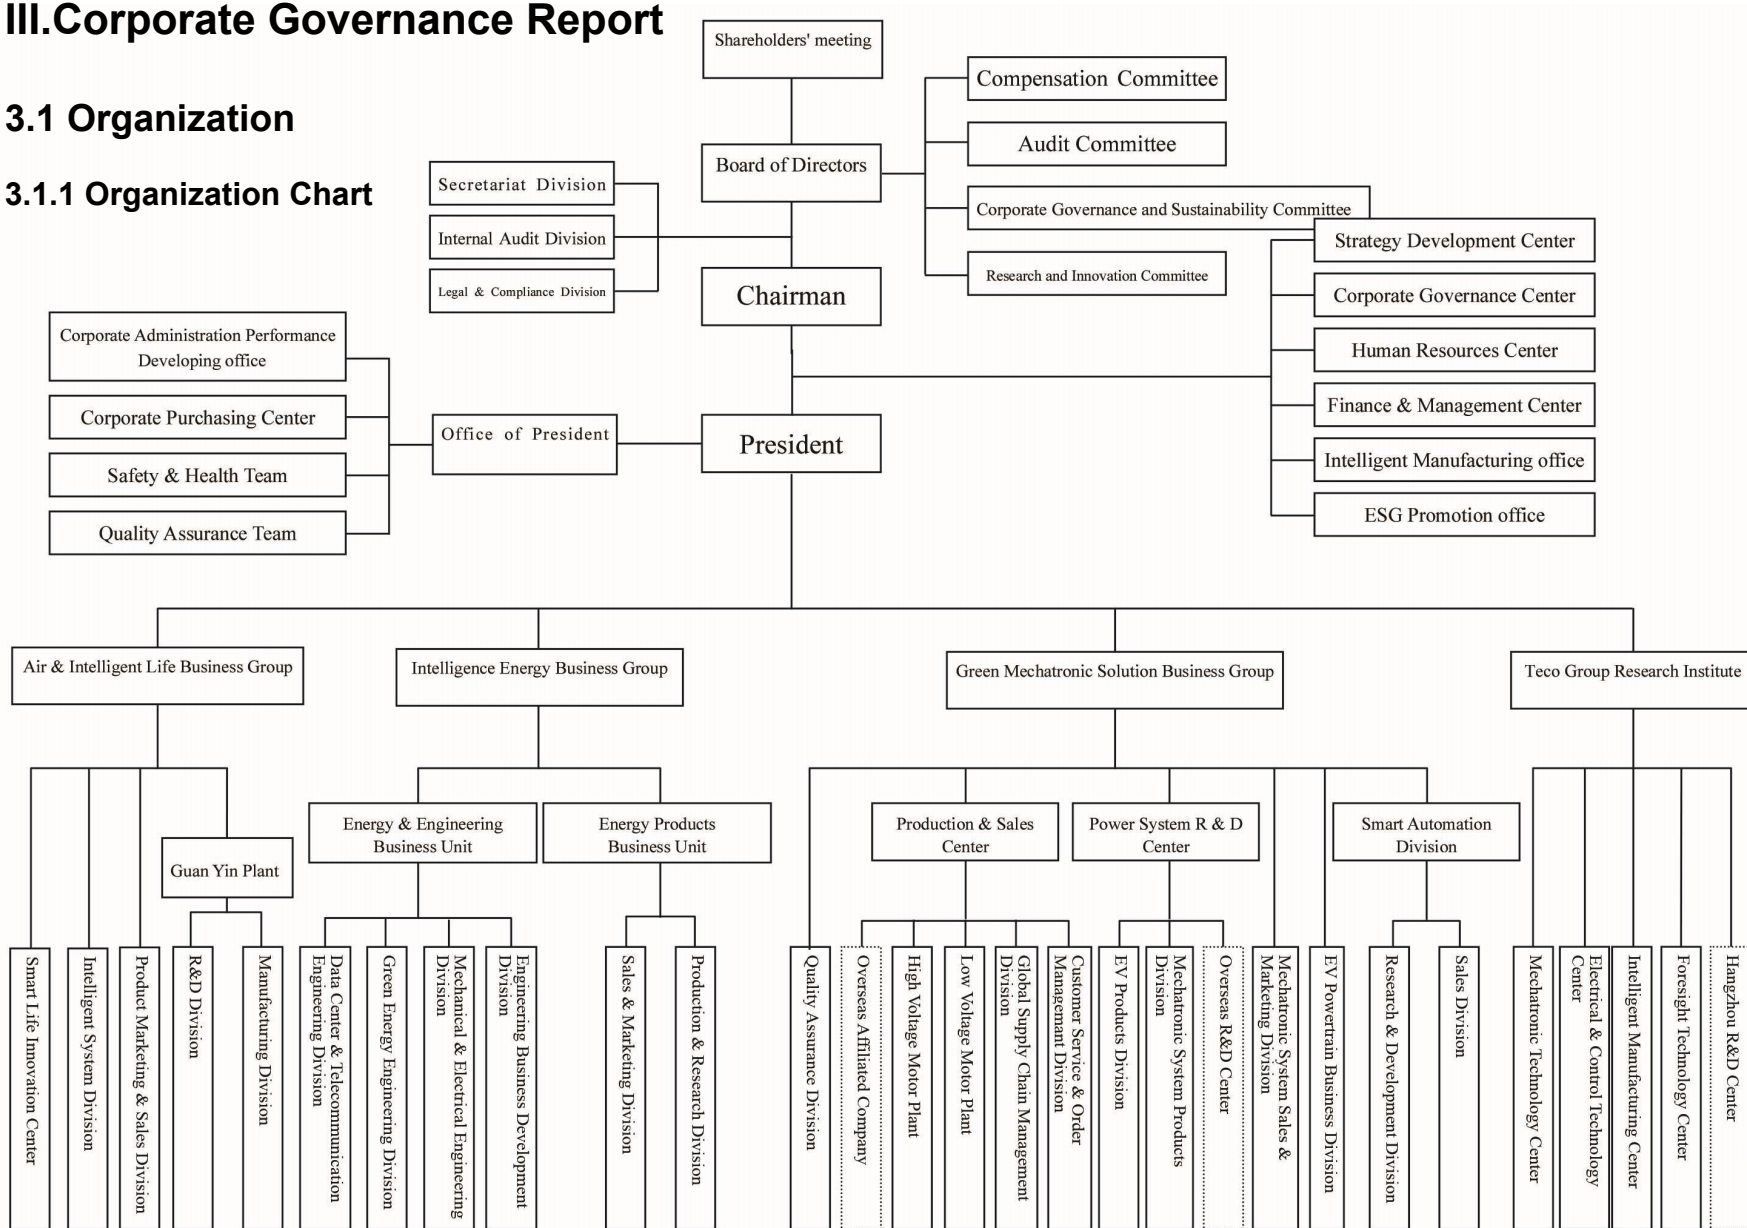 III.Corporate Governance Report
3.1 Organization
3.1.1 Organization Chart
Shareholders' meeting
Board of Directors
Compensation Committee
Audit Committee
Corporate Governance and Sustainability Committee
Research and Innovation Committee
Secretariat Division
Internal Audit Division
Legal & Compliance Division
Chairman
Strategy Development Center
Corporate Governance Center
Human Resources Center
Finance & Management Center
Intelligent Manufacturing office
ESG Promotion office
President
Office of President
Corporate Administration Performance
Developing office
Corporate Purchasing Center
Safety & Health Team
Quality Assurance Team
Air & Intelligent Life Business Group
Intelligence Energy Business Group
Green Mechatronic Solution Business Group
Teco Group Research Institute
Guan Yin Plant
Energy & Engineering
Business Unit
Energy Products
Business Unit
Production & Sales
Center
Power System R & D
Center
Smart Automation
Division
Smart Life Innovation Center
Intelligent System Division
Product Marketing & Sales Division
R&D Division
Manufacturing Division
Data Center & Telecommunication
Engineering Division
Green Energy Engineering Division
Mechanical & Electrical Engineering
Division
Engineering Business Development
Division
Sales & Marketing Division
Production & Research Division
Quality Assurance Division
Overseas Affiliated Company
High Voltage Motor Plant
Low Voltage Motor Plant
Global Supply Chain Management
Division
Customer Service & Order
Managemant Division
EV Products Division
Mechatronic System Products
Division
Overseas R&D Center
Mechatronic System Sales &
Marketing Division
EV Powertrain Business Division
Research & Development Division
Sales Division
Mechatronic Technology Center
Electrical & Control Technology
Center
Intelligent Manufacturing Center
Foresight Technology Center
Hangzhou R&D Center